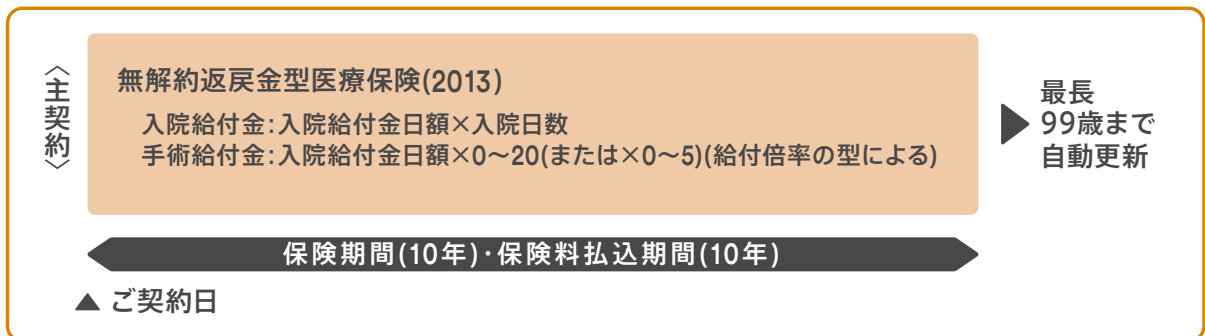 〈主契約〉
無解約返戻金型医療保険(2013)
入院給付金:入院給付金日額×入院日数
手術給付金:入院給付金日額×0〜20(または×0〜5)(給付倍率の型による)
最長
99歳まで
自動更新
保険期間(10年)・保険料払込期間(10年)
▲ ご契約日